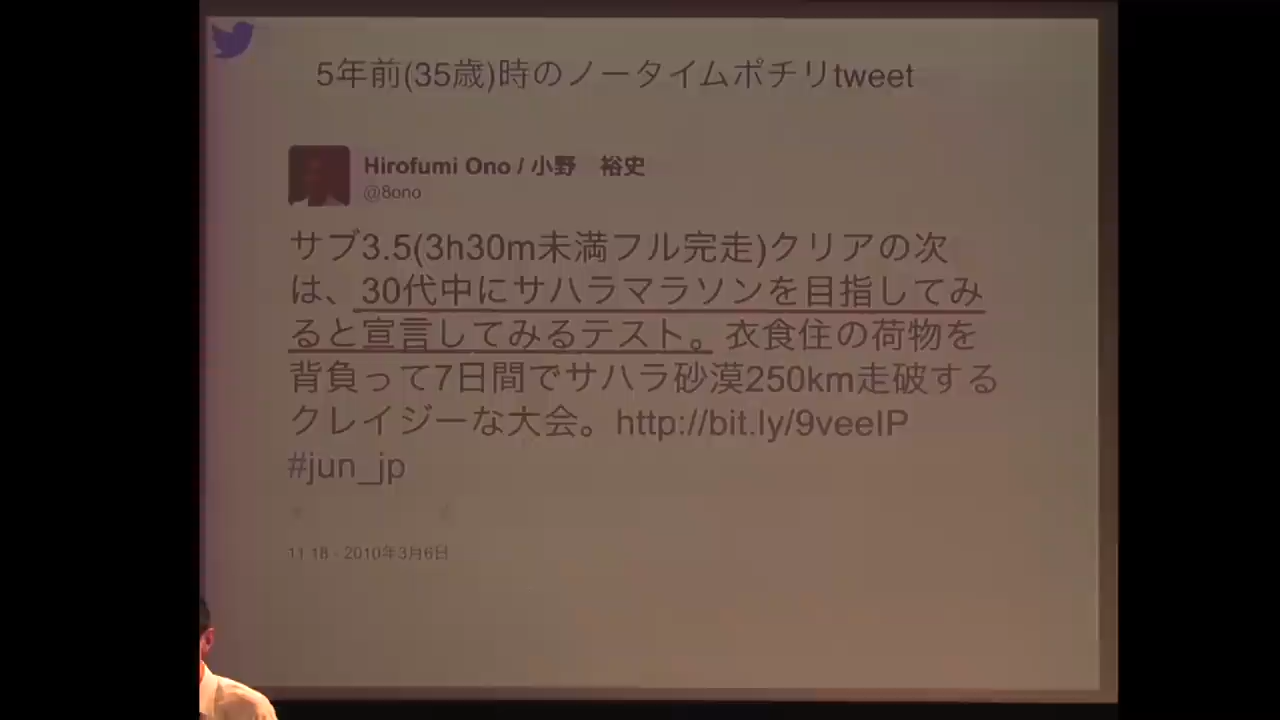 5年前(35歳)時のノータイムポチリtweet
Hirofumi Ono / 小野　裕史
@8ono
サブ3.5(3h30m未満フル完走)クリアの次
は、30代中にサハラマラソンを目指してみ
ると宣言してみるテスト。衣食住の荷物を
背負って7日間でサハラ砂漠250km走破する
クレイジーな大会。http://bit.ly/9veeIP
#jun_jp
11:18 - 2010年3月6日